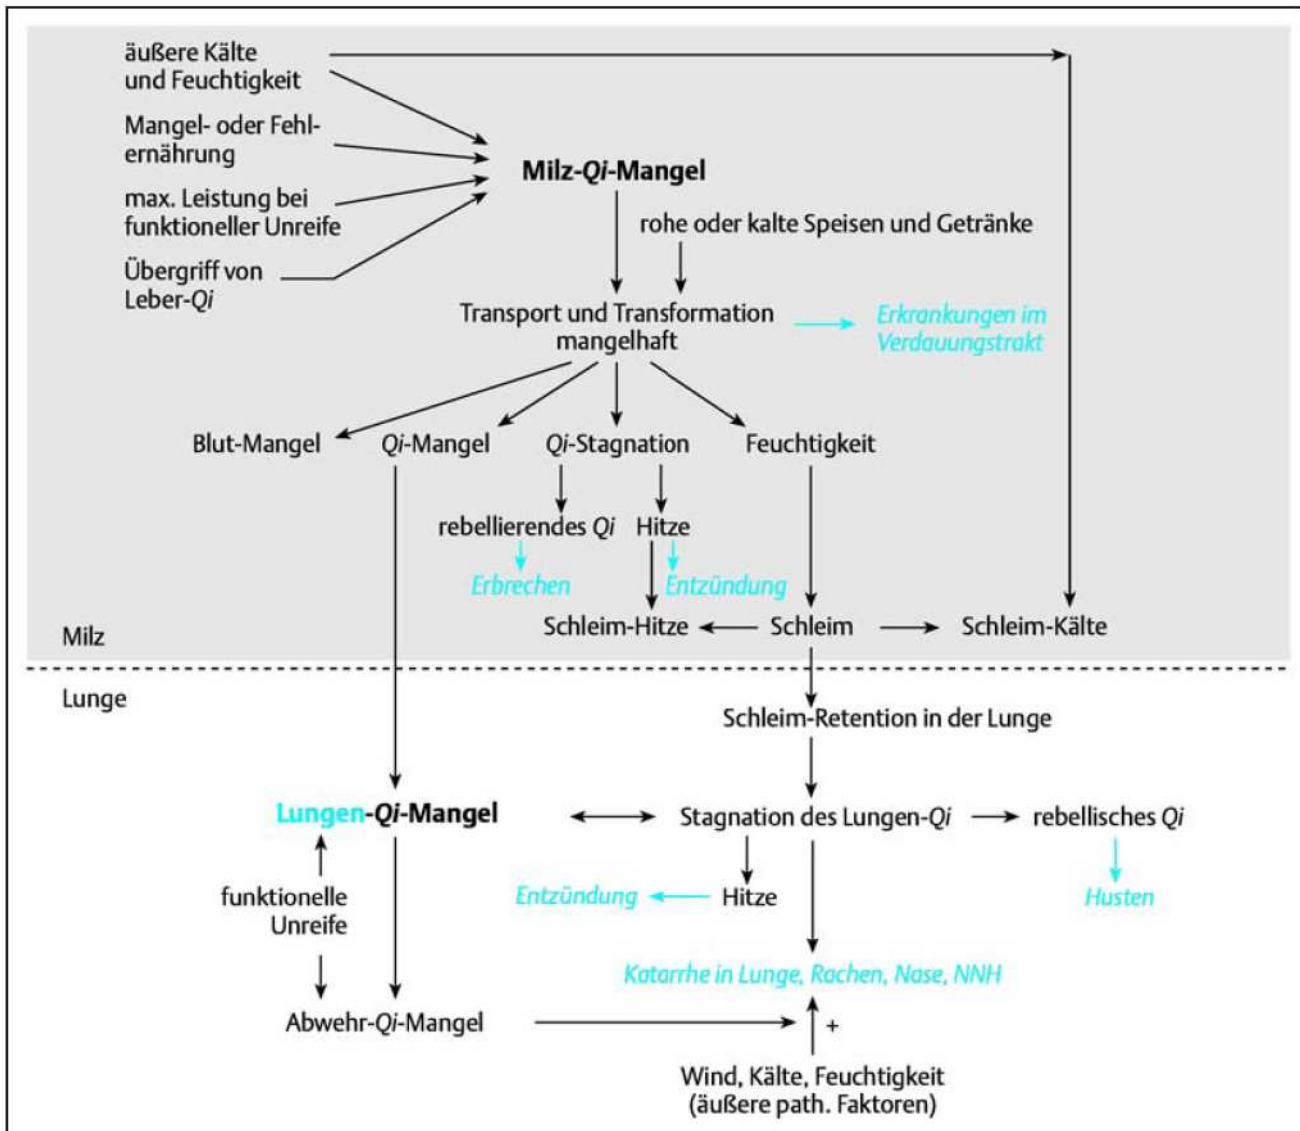 äußere Kälte
und Feuchtigkeit
Mangel- oder Fehl-
ernährung
Milz-Qi-Mangel
max. Leistung bei
funktioneller Unreife
rohe oder kalte Speisen und Getränke
Übergriff von
Leber-Qi
Transport und Transformation
mangelhaft
Erkrankungen im
Verdauungstrakt
Blut-Mangel
Qi-Mangel
Qi-Stagnation
Feuchtigkeit
rebellierendes Qi
Hitze
Erbrechen
Entzündung
Schleim-Hitze
Schleim
Schleim-Kälte
Milz
Lunge
Schleim-Retention in der Lunge
Lungen-Qi-Mangel
Stagnation des Lungen-Qi
rebellisches Qi
funktionelle
Unreife
Entzündung
Hitze
Husten
Katarrhe in Lunge, Rachen, Nase, NNH
Abwehr-Qi-Mangel
+
Wind, Kälte, Feuchtigkeit
(äußere path. Faktoren)